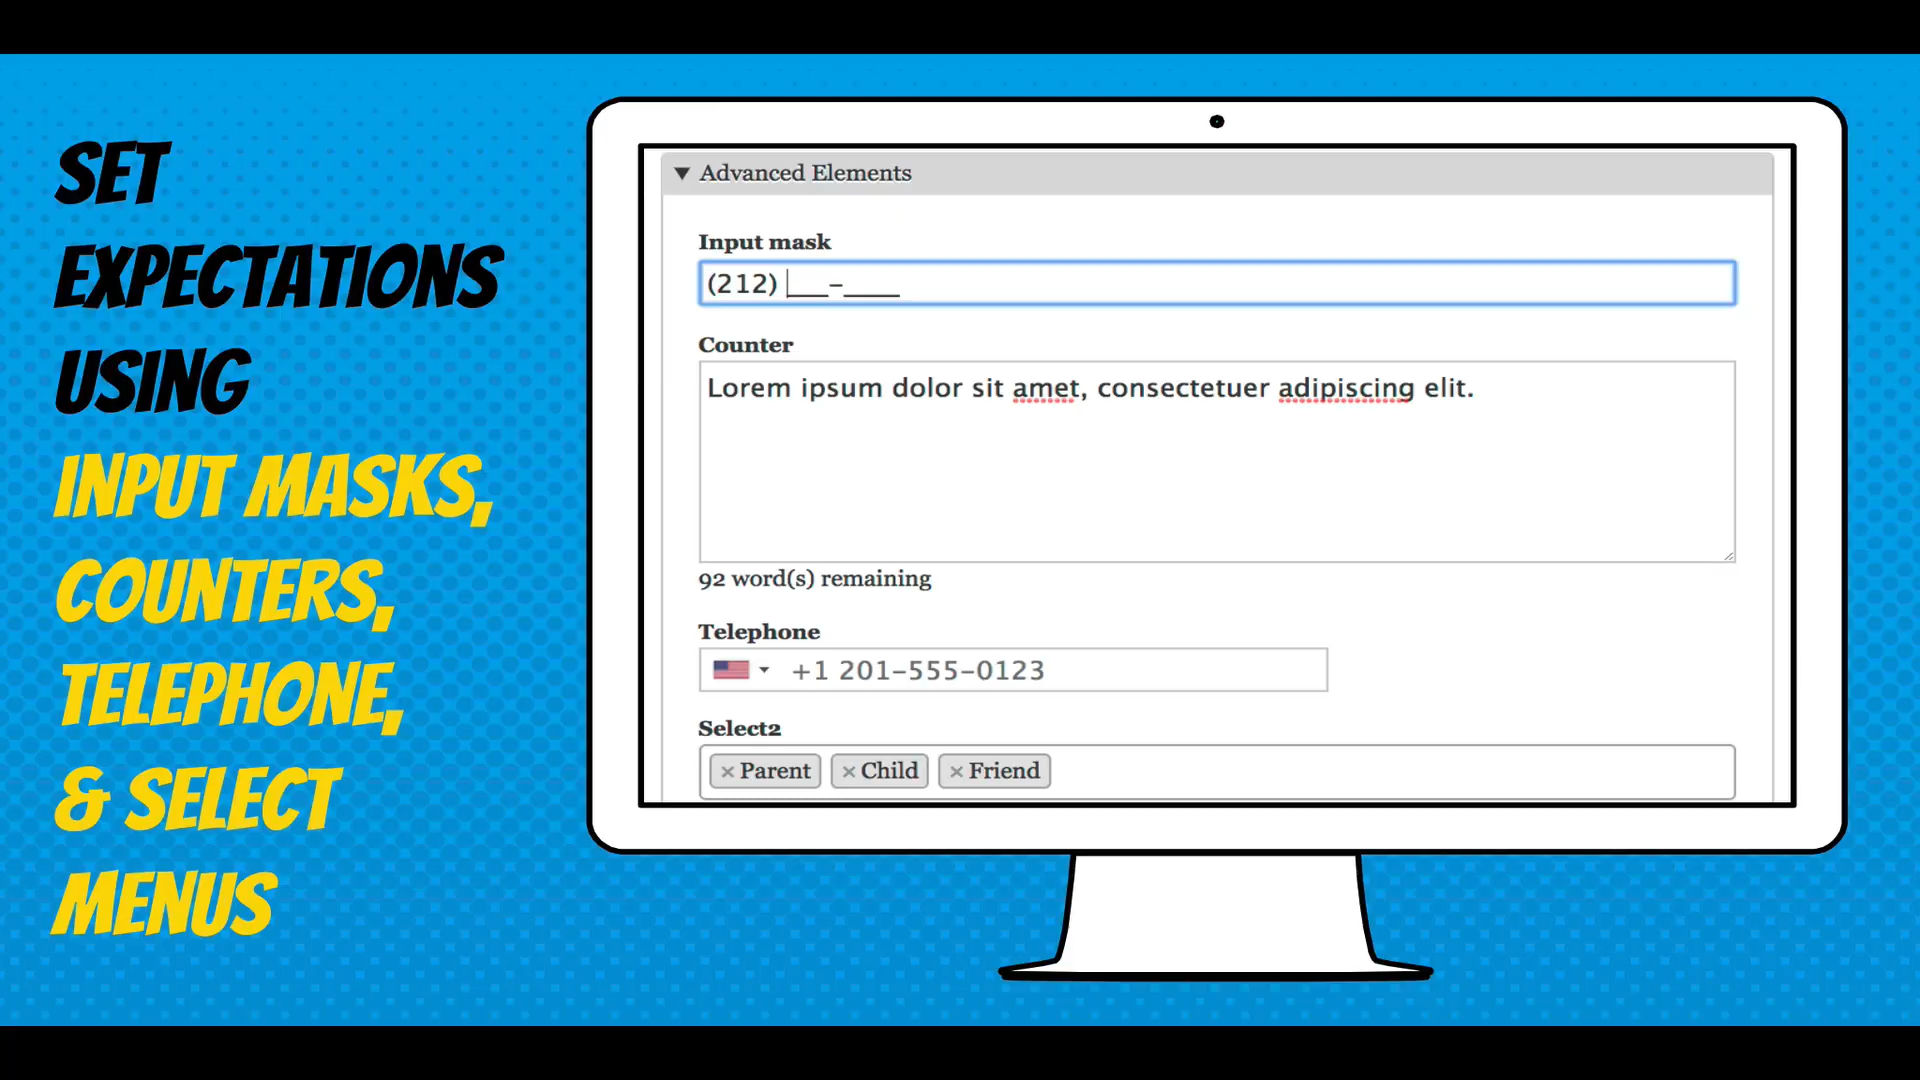 SET
EXPECTATIONS
USING
INPUT MASKS,
COUNTERS,
TELEPHONE,
& SELECT
MENUS
▼ Advanced Elements
Input mask
(212) ___-____
Counter
Lorem ipsum dolor sit amet, consectetuer adipiscing elit.
92 word(s) remaining
Telephone
+1 201-555-0123
Select2
× Parent × Child × Friend